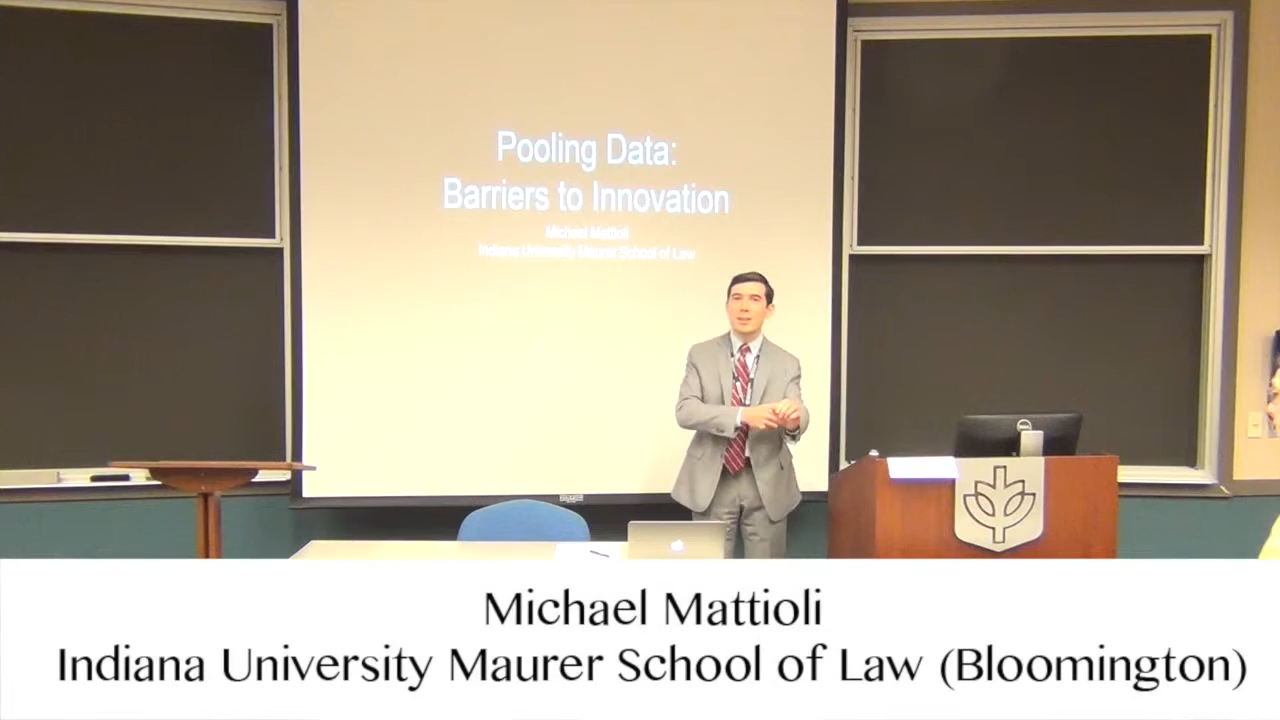 Pooling Data:
Barriers to Innovation
Michael Mattioli
Indiana University Maurer School of Law
DELL
Michael Mattioli
Indiana University Maurer School of Law (Bloomington)